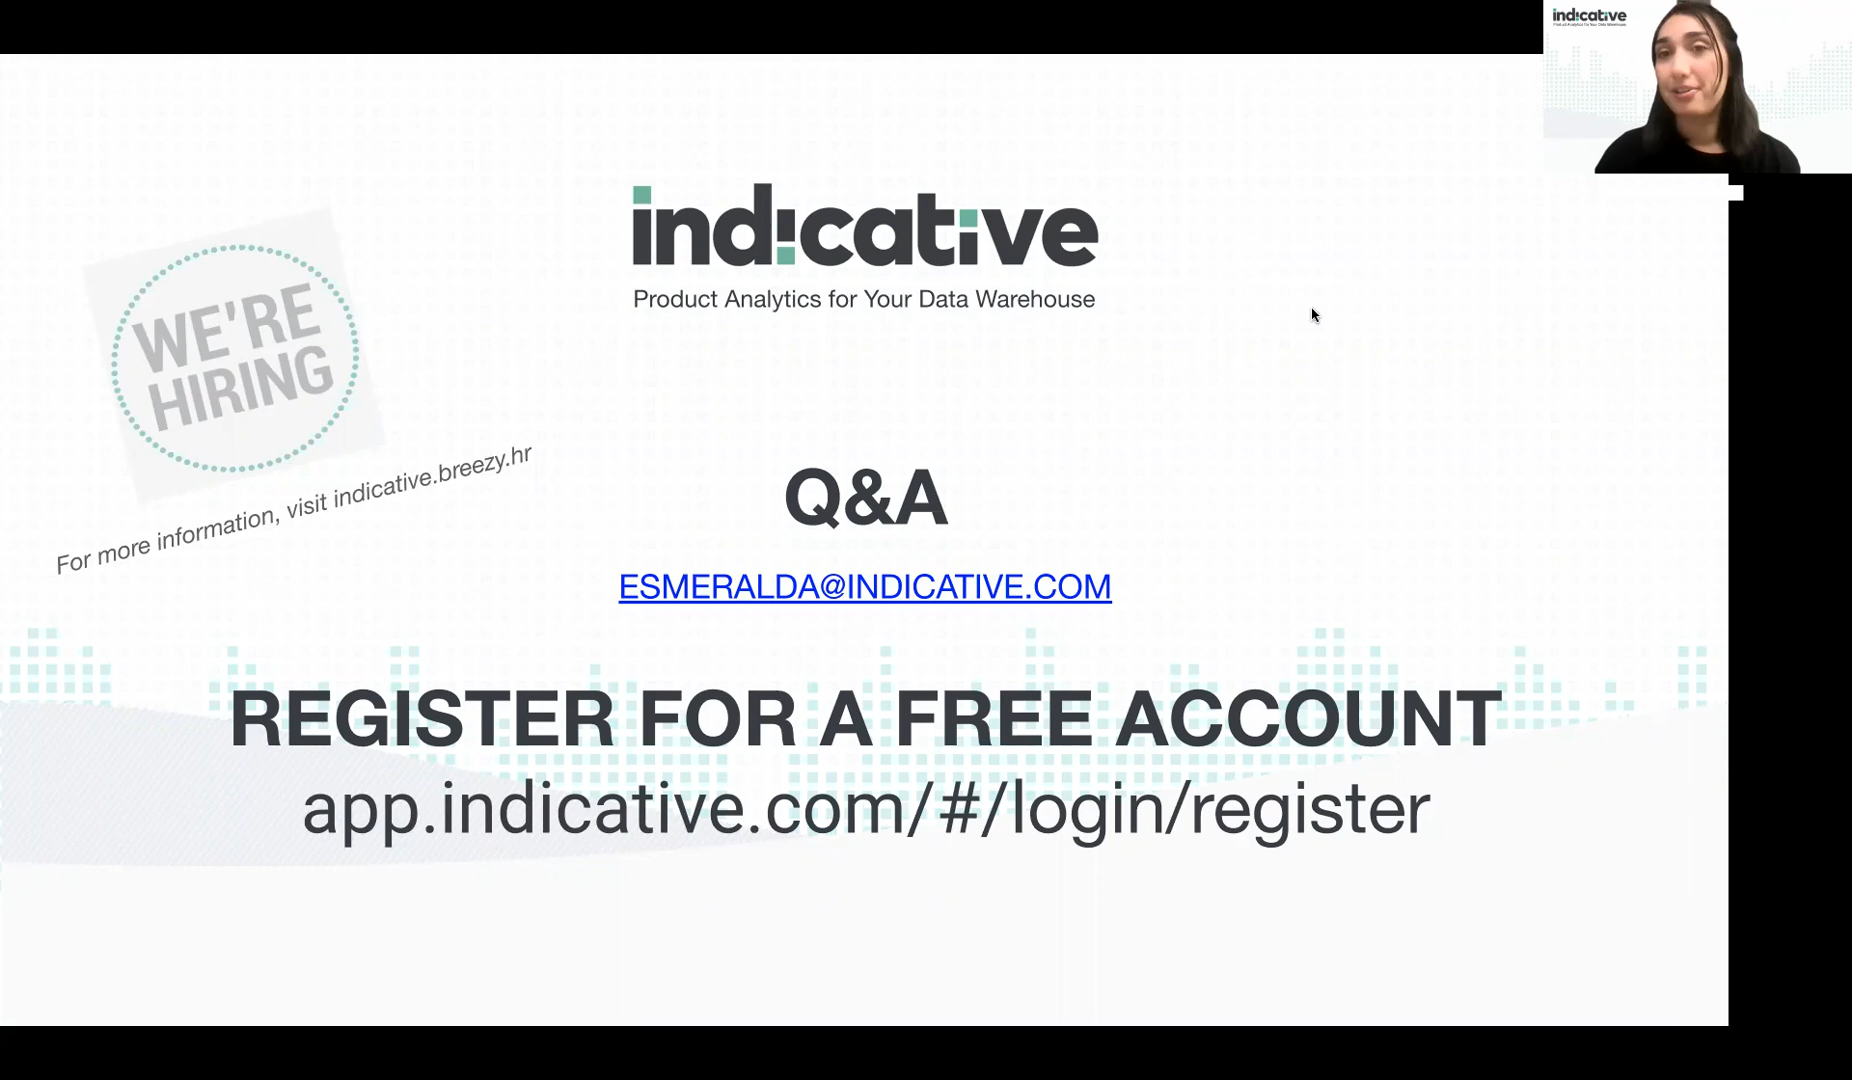 indicative
indicative
Product Analytics for Your Data Warehouse
WE'RE
HIRING
For more information, visit indicative.breezy.hr
Q&A
ESMERALDA@INDICATIVE.COM
REGISTER FOR A FREE ACCOUNT
app.indicative.com/#/login/register